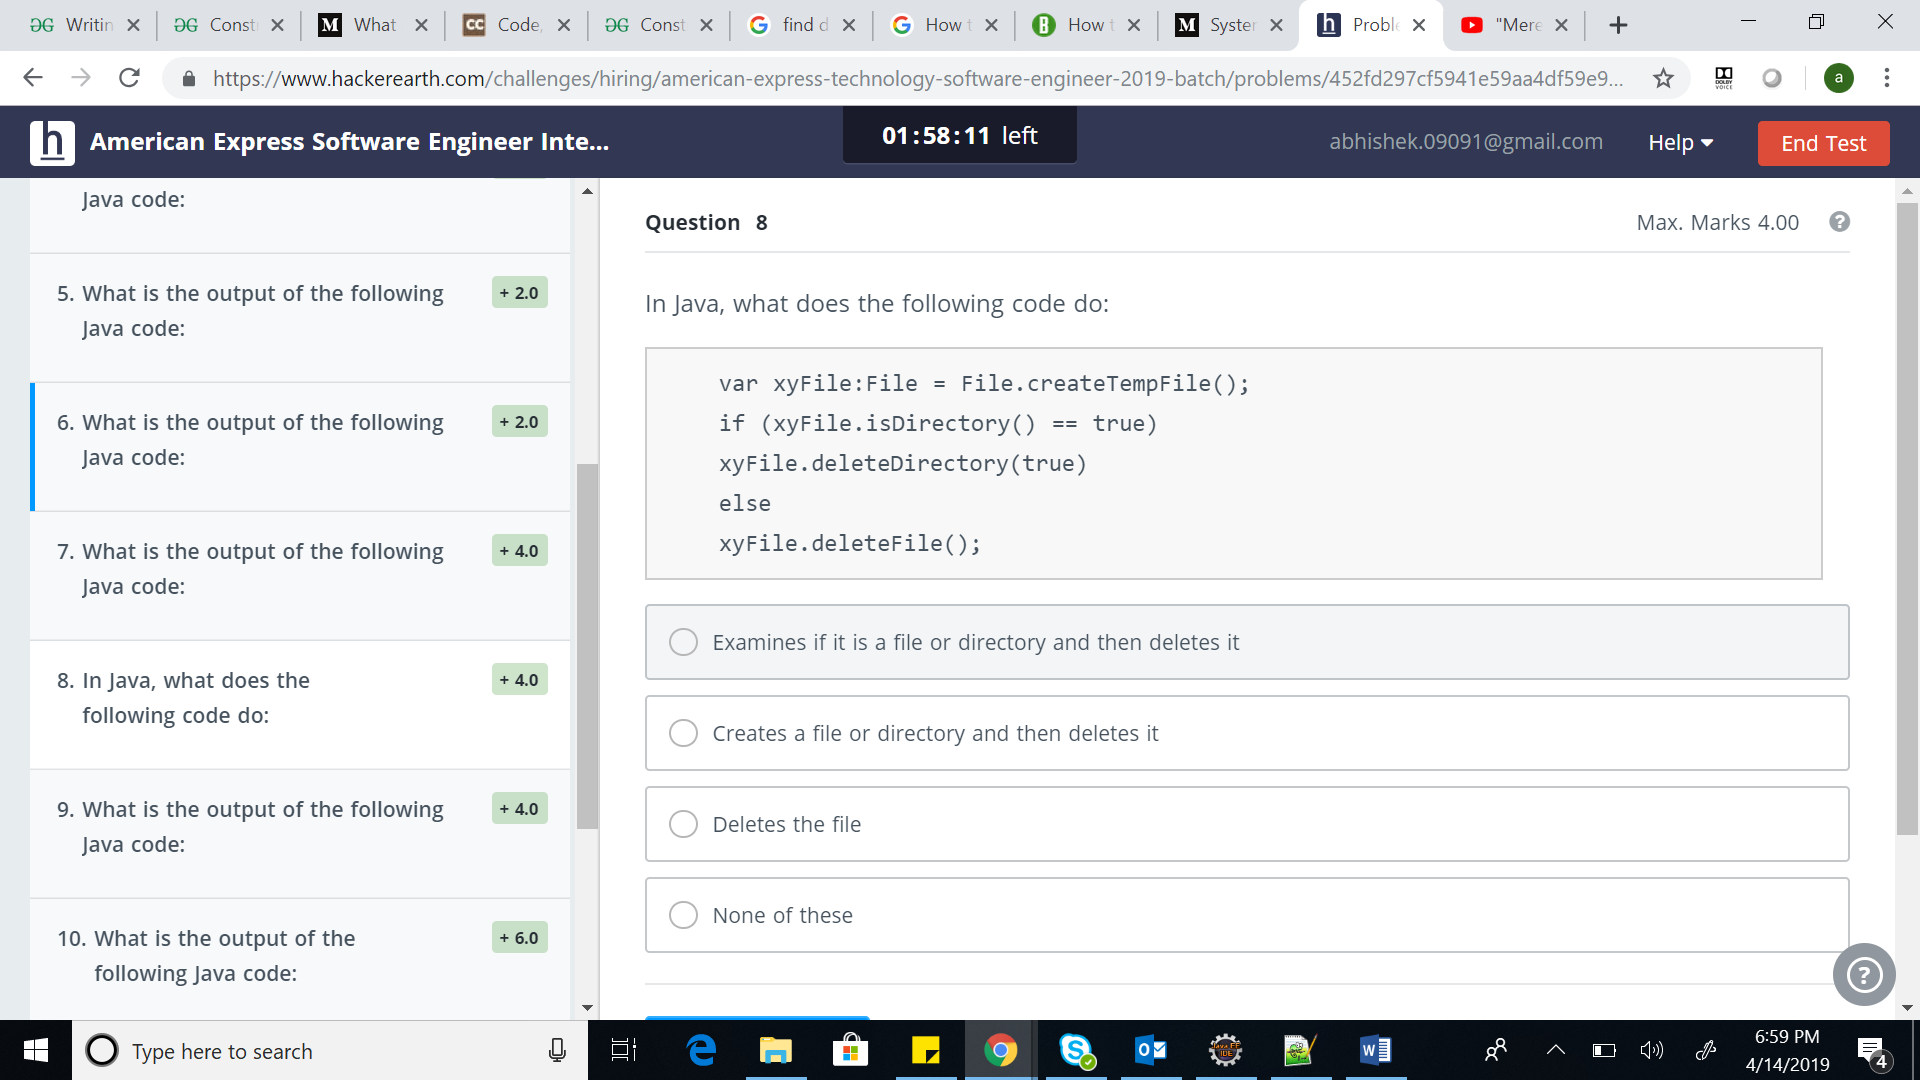 Writin
Const
What
Code,
Const
find d
How t
How t
Syster
Proble
"Mere
https://www.hackerearth.com/challenges/hiring/american-express-technology-software-engineer-2019-batch/problems/452fd297cf5941e59aa4df59e9...
American Express Software Engineer Inte...
01:58:11 left
abhishek.09091@gmail.com
Help
End Test
Java code:
5. What is the output of the following
Java code:
+ 2.0
6. What is the output of the following
Java code:
+ 2.0
7. What is the output of the following
Java code:
+ 4.0
8. In Java, what does the
following code do:
+ 4.0
9. What is the output of the following
Java code:
+ 4.0
10. What is the output of the
following Java code:
+ 6.0
Question 8
Max. Marks 4.00
In Java, what does the following code do:
var xyFile:File = File.createTempFile();
if (xyFile.isDirectory() == true)
xyFile.deleteDirectory(true)
else
xyFile.deleteFile();
Examines if it is a file or directory and then deletes it
Creates a file or directory and then deletes it
Deletes the file
None of these
Type here to search
6:59 PM
4/14/2019
4